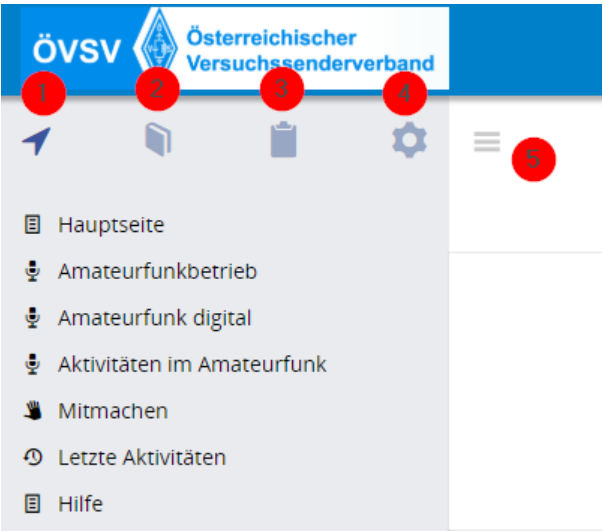 ÖVSV Österreichischer
Versuchssenderverband
1 2 3 4
5
Hauptseite
Amateurfunkbetrieb
Amateurfunk digital
Aktivitäten im Amateurfunk
Mitmachen
Letzte Aktivitäten
Hilfe